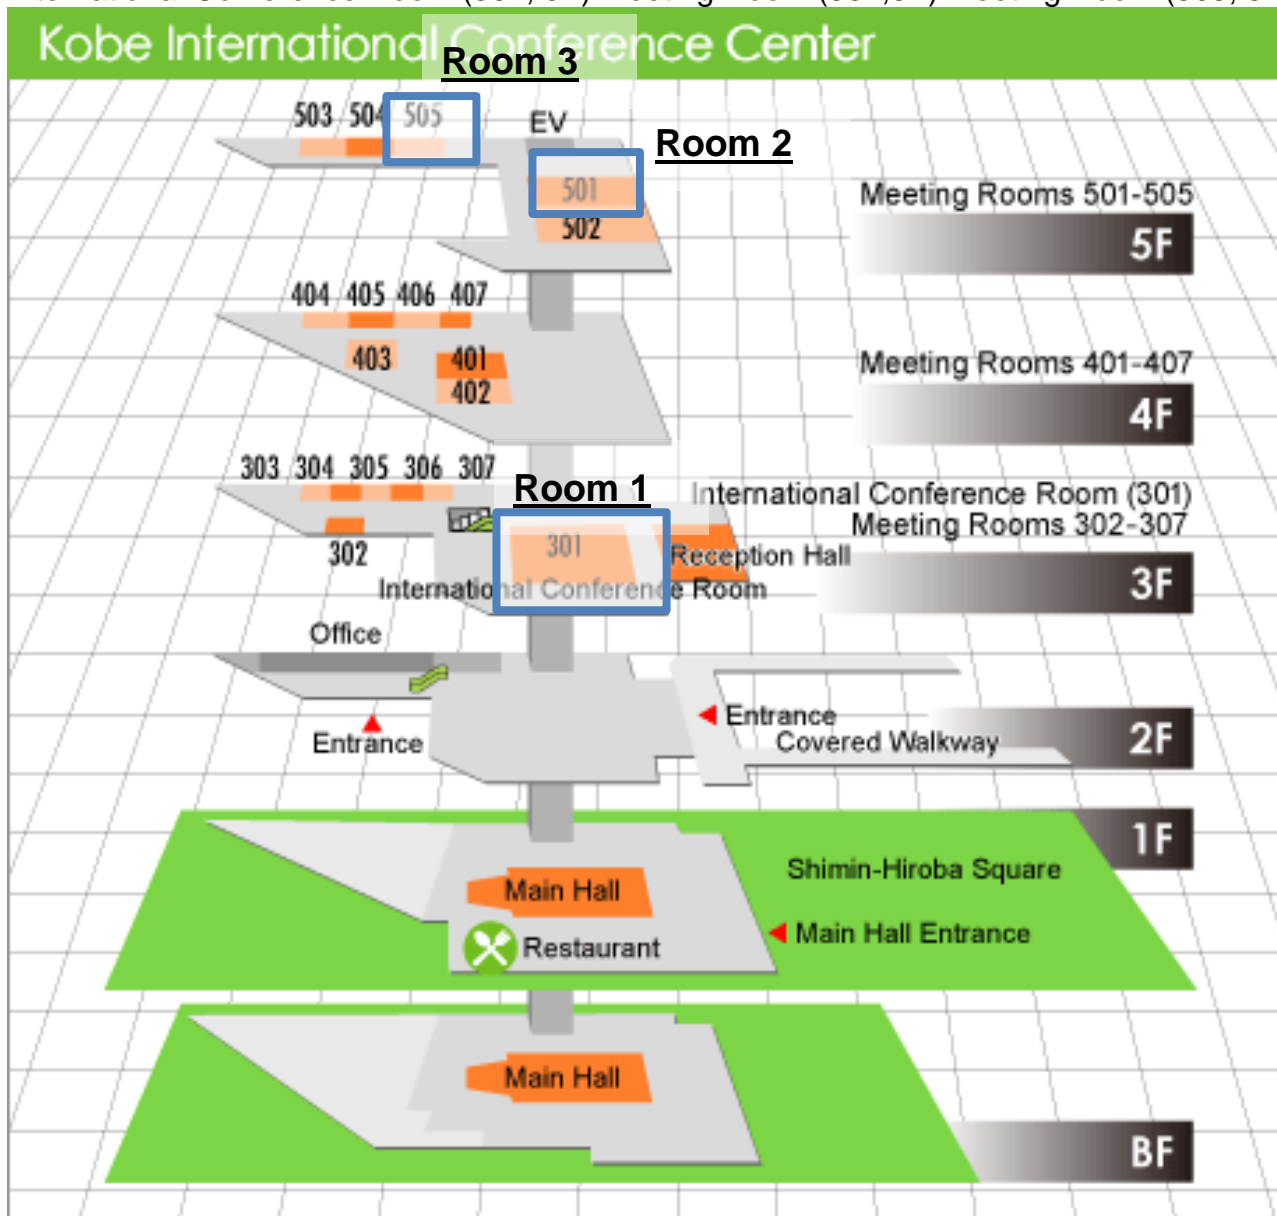 Kobe International Conference Center
Room 3
503 504 505
EV
Room 2
501
502
Meeting Rooms 501-505
5F
404 405 406 407
403
401
402
Meeting Rooms 401-407
4F
303 304 305 306 307
Room 1
International Conference Room (301)
Meeting Rooms 302-307
302
301
Reception Hall
International Conference Room
3F
Office
Entrance
Entrance
Covered Walkway
2F
1F
Main Hall
Shimin-Hiroba Square
Restaurant
Main Hall Entrance
Main Hall
BF